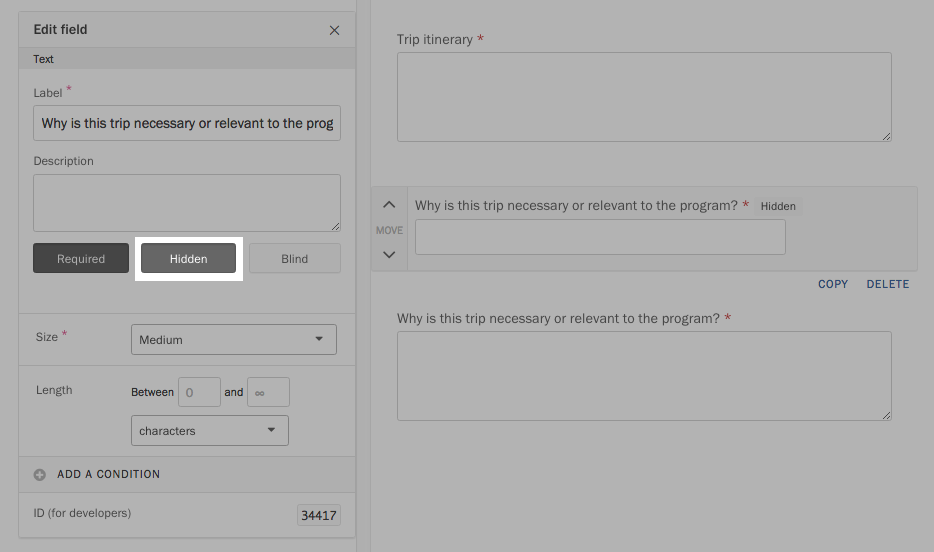 Edit field
Text
Label *
Why is this trip necessary or relevant to the prog
Description
Required Hidden Blind
Size *
Medium
Length
Between 0 and ∞
characters
ADD A CONDITION
ID (for developers)
34417
Trip itinerary *
MOVE
Why is this trip necessary or relevant to the program? * Hidden
COPY DELETE
Why is this trip necessary or relevant to the program? *